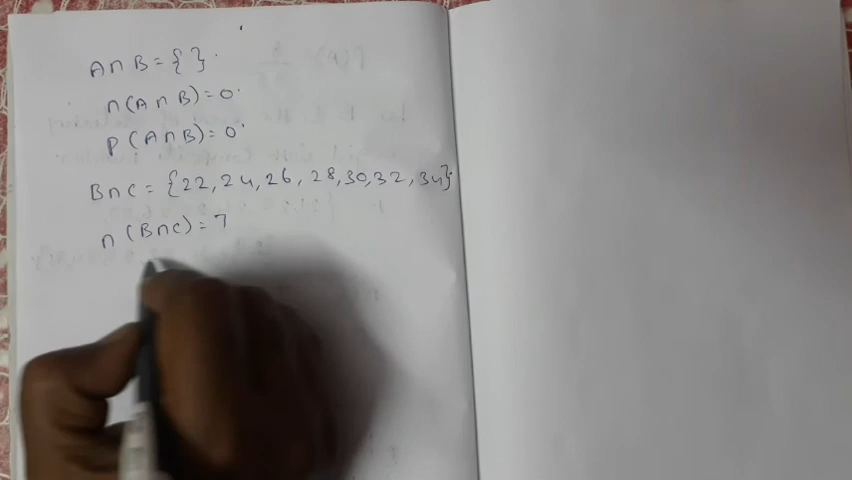 A∩B = { }.
n(A∩B) = 0.
P(A∩B) = 0.
B∩C = {22, 24, 26, 28, 30, 32, 34}
n(B∩C) = 7